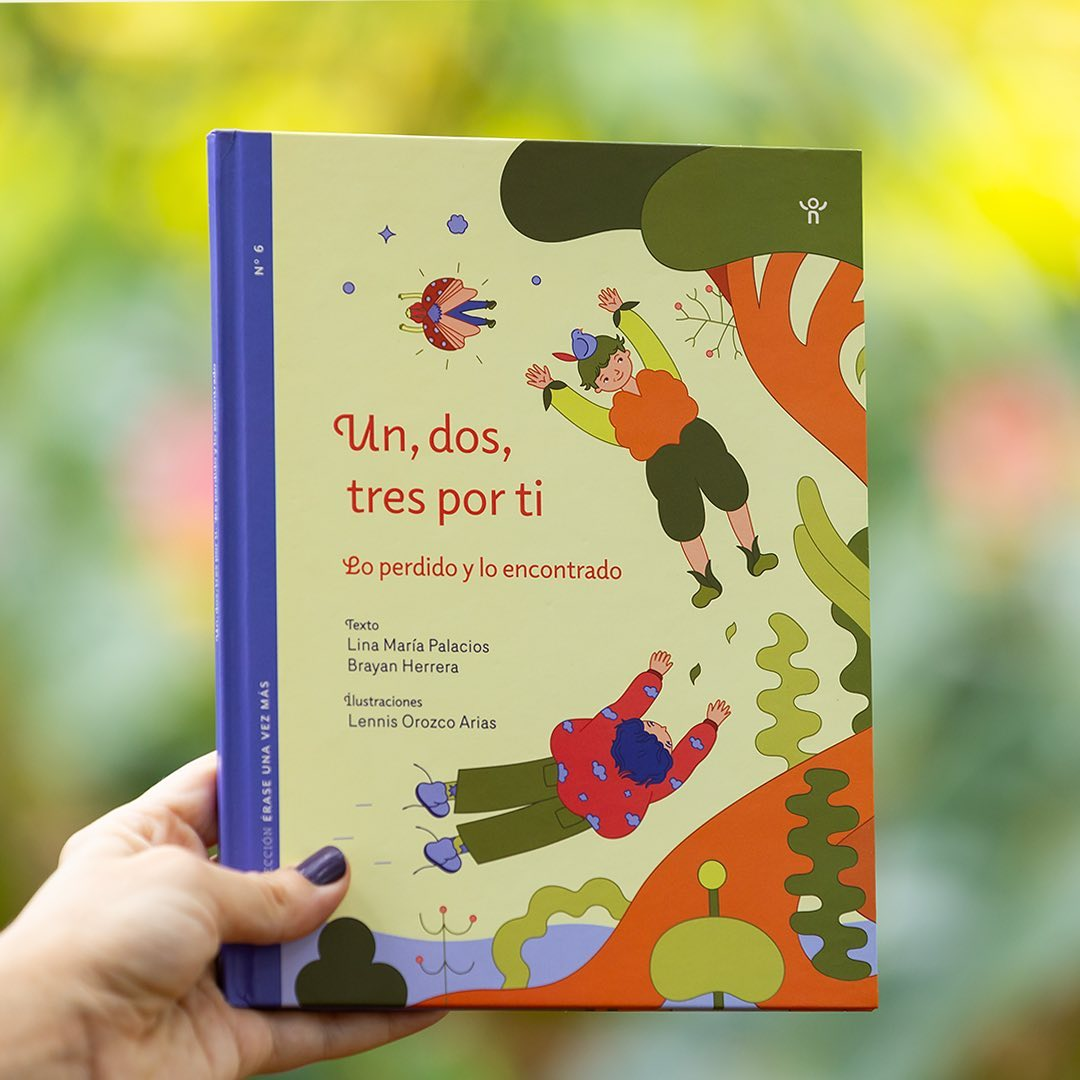 Un, dos,
tres por ti
Lo perdido y lo encontrado
Texto
Lina María Palacios
Brayan Herrera
Ilustraciones
Lennis Orozco Arias
Nº 6
ÉRASE UNA VEZ MÁS